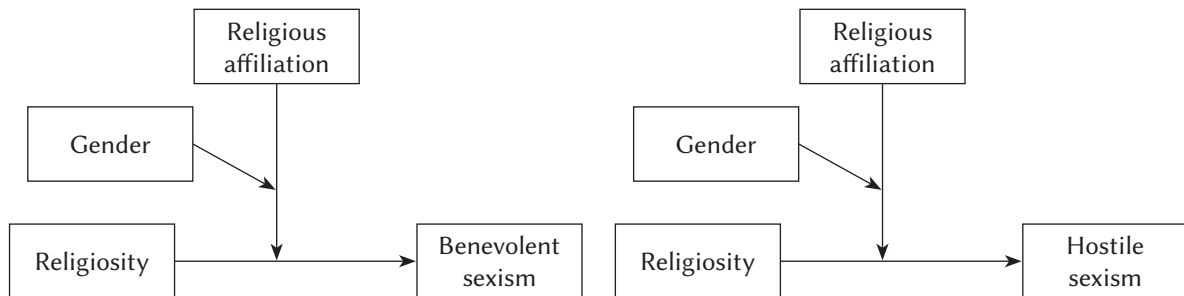 Religious
affiliation
Gender
Religiosity
Benevolent
sexism
Religious
affiliation
Gender
Religiosity
Hostile
sexism